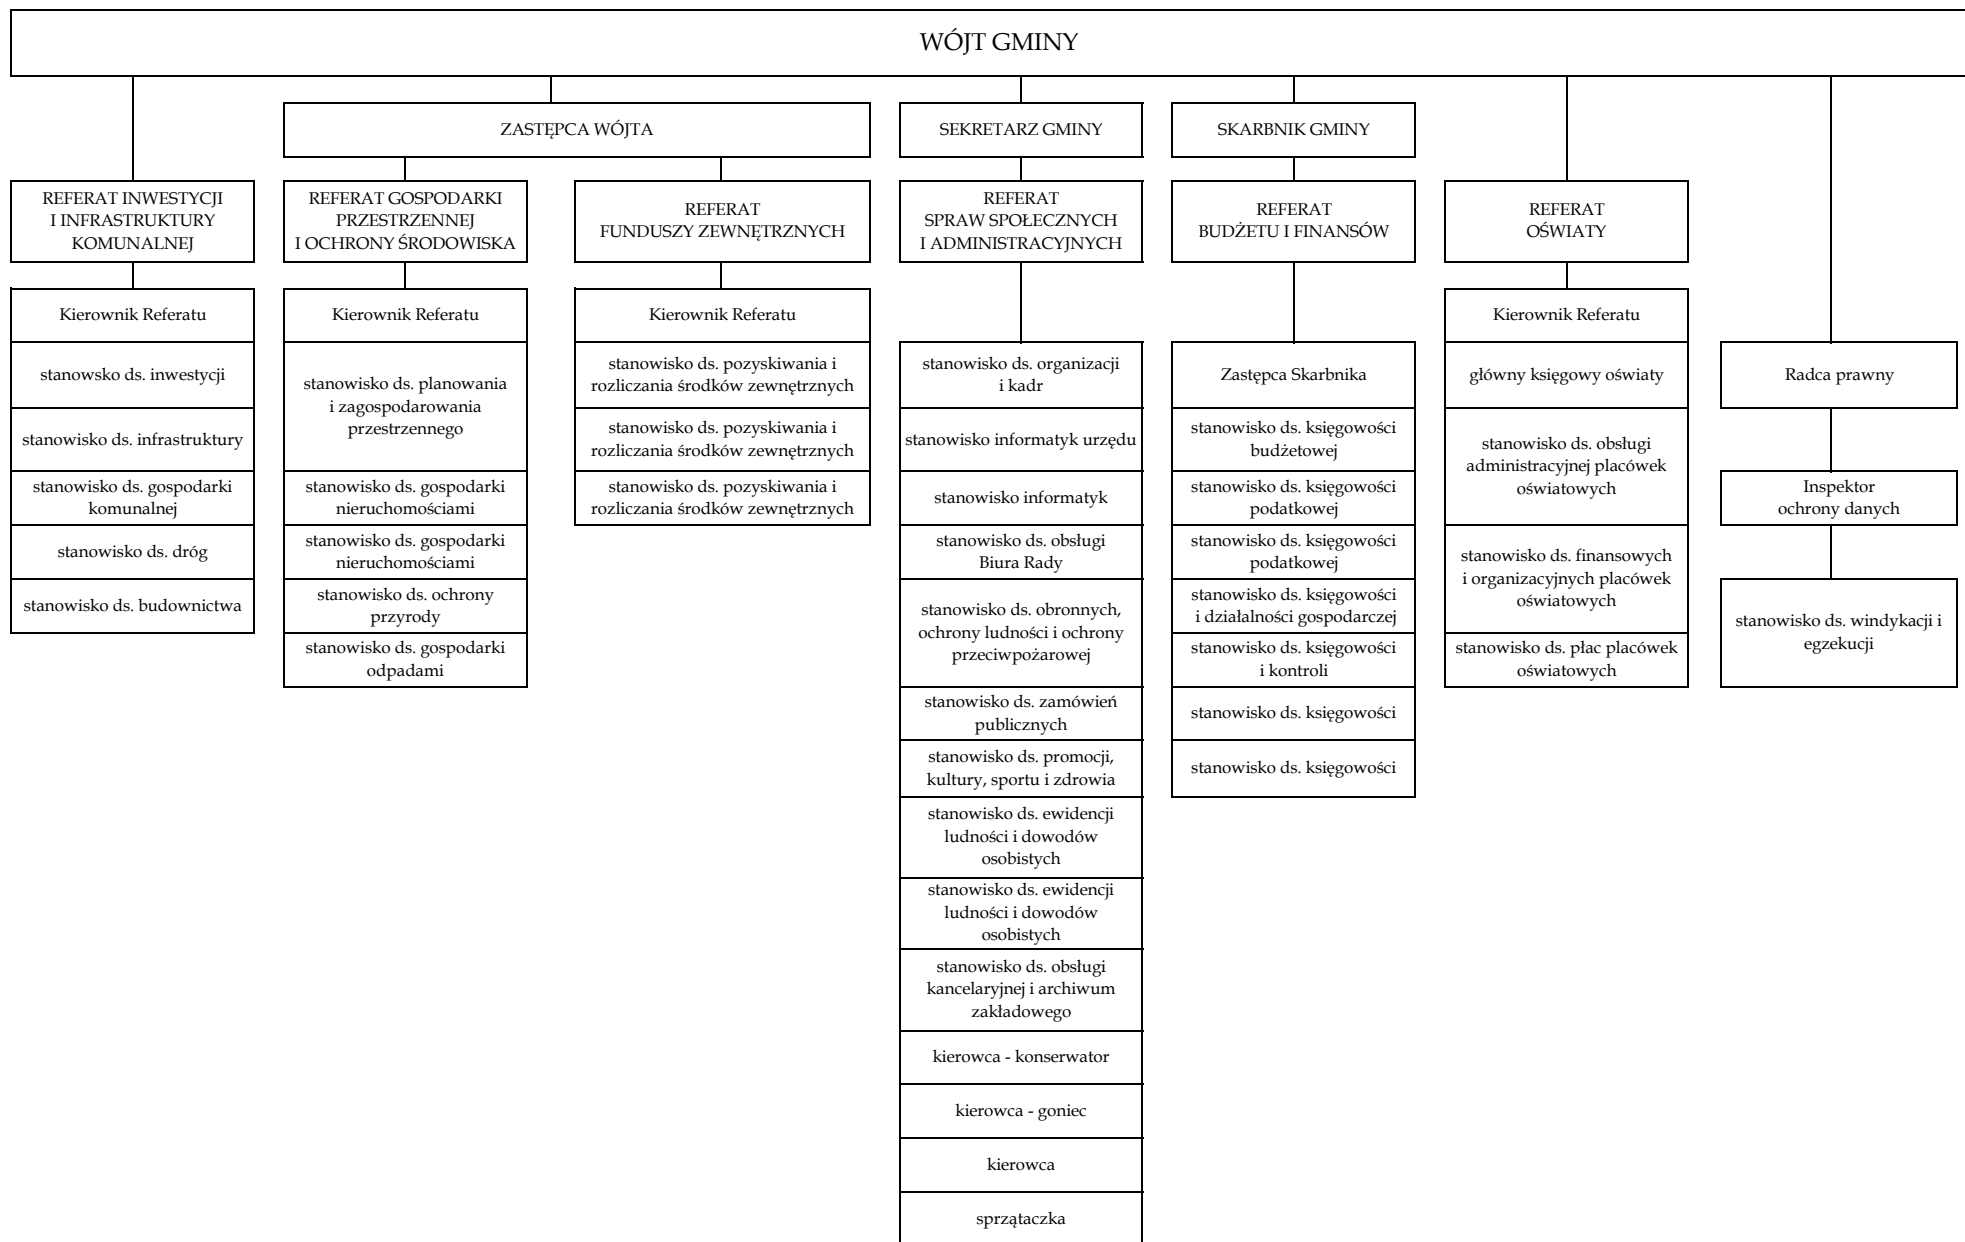 WÓJT GMINY
ZASTĘPCA WÓJTA
SEKRETARZ GMINY
SKARBNIK GMINY
REFERAT INWESTYCJI
I INFRASTRUKTURY
KOMUNALNEJ
REFERAT GOSPODARKI
PRZESTRZENNEJ
I OCHRONY ŚRODOWISKA
REFERAT
FUNDUSZY ZEWNĘTRZNYCH
REFERAT
SPRAW SPOŁECZNYCH
I ADMINISTRACYJNYCH
REFERAT
BUDŻETU I FINANSÓW
REFERAT
OŚWIATY
Kierownik Referatu
stanowsko ds. inwestycji
stanowisko ds. infrastruktury
stanowisko ds. gospodarki
komunalnej
stanowisko ds. dróg
stanowisko ds. budownictwa
Kierownik Referatu
stanowisko ds. planowania
i zagospodarowania
przestrzennego
stanowisko ds. gospodarki
nieruchomościami
stanowisko ds. gospodarki
nieruchomościami
stanowisko ds. ochrony
przyrody
stanowisko ds. gospodarki
odpadami
Kierownik Referatu
stanowisko ds. pozyskiwania i
rozliczania środków zewnętrznych
stanowisko ds. pozyskiwania i
rozliczania środków zewnętrznych
stanowisko ds. pozyskiwania i
rozliczania środków zewnętrznych
stanowisko ds. organizacji
i kadr
stanowisko informatyk urzędu
stanowisko informatyk
stanowisko ds. obsługi
Biura Rady
stanowisko ds. obronnych,
ochrony ludności i ochrony
przeciwpożarowej
stanowisko ds. zamówień
publicznych
stanowisko ds. promocji,
kultury, sportu i zdrowia
stanowisko ds. ewidencji
ludności i dowodów
osobistych
stanowisko ds. ewidencji
ludności i dowodów
osobistych
stanowisko ds. obsługi
kancelaryjnej i archiwum
zakładowego
kierowca - konserwator
kierowca - goniec
kierowca
sprzątaczka
Zastępca Skarbnika
stanowisko ds. księgowości
budżetowej
stanowisko ds. księgowości
podatkowej
stanowisko ds. księgowości
podatkowej
stanowisko ds. księgowości
i działalności gospodarczej
stanowisko ds. księgowości
i kontroli
stanowisko ds. księgowości
stanowisko ds. księgowości
Kierownik Referatu
główny księgowy oświaty
stanowisko ds. obsługi
administracyjnej placówek
oświatowych
stanowisko ds. finansowych
i organizacyjnych placówek
oświatowych
stanowisko ds. płac placówek
oświatowych
Radca prawny
Inspektor
ochrony danych
stanowisko ds. windykacji i
egzekucji